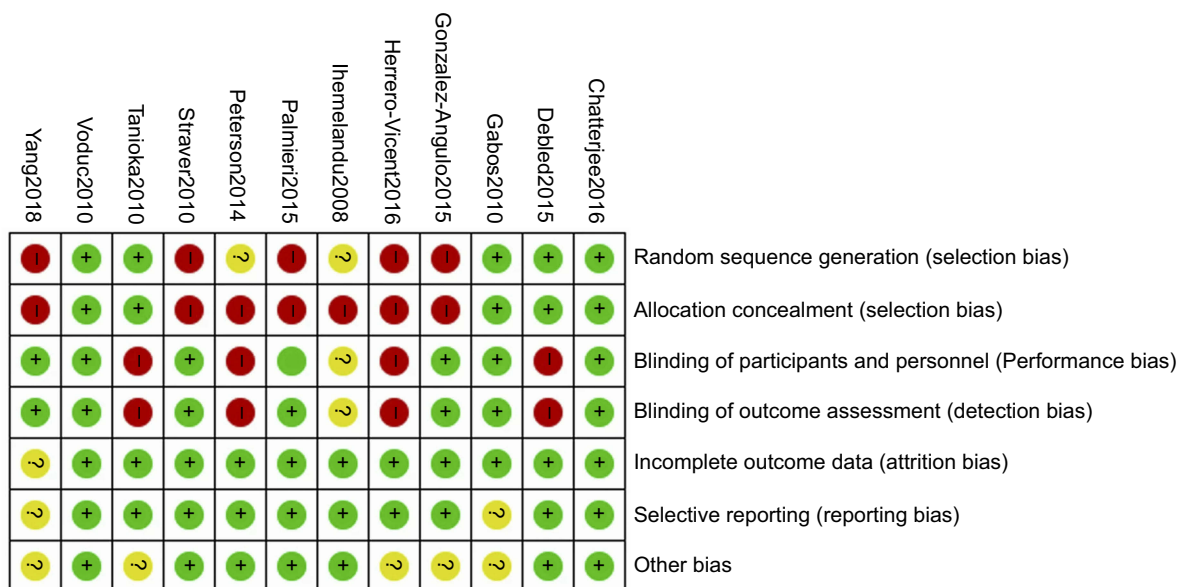 Yang2018
Voduc2010
Tanioka2010
Straver2010
Peterson2014
Palmieri2015
Ihemelandu2008
Herrero-Vicent2016
Gonzalez-Angulo2015
Gabos2010
Debled2015
Chatterjee2016
− + + − ? − ? − − + + + Random sequence generation (selection bias)
− + + − − − − − − + + + Allocation concealment (selection bias)
+ + − + − ? − + + − + Blinding of participants and personnel (Performance bias)
+ + − + − + ? − + + − + Blinding of outcome assessment (detection bias)
? + + + + + + + + + + + Incomplete outcome data (attrition bias)
? + + + + + + + + ? + + Selective reporting (reporting bias)
? + ? + + + + ? ? ? + + Other bias